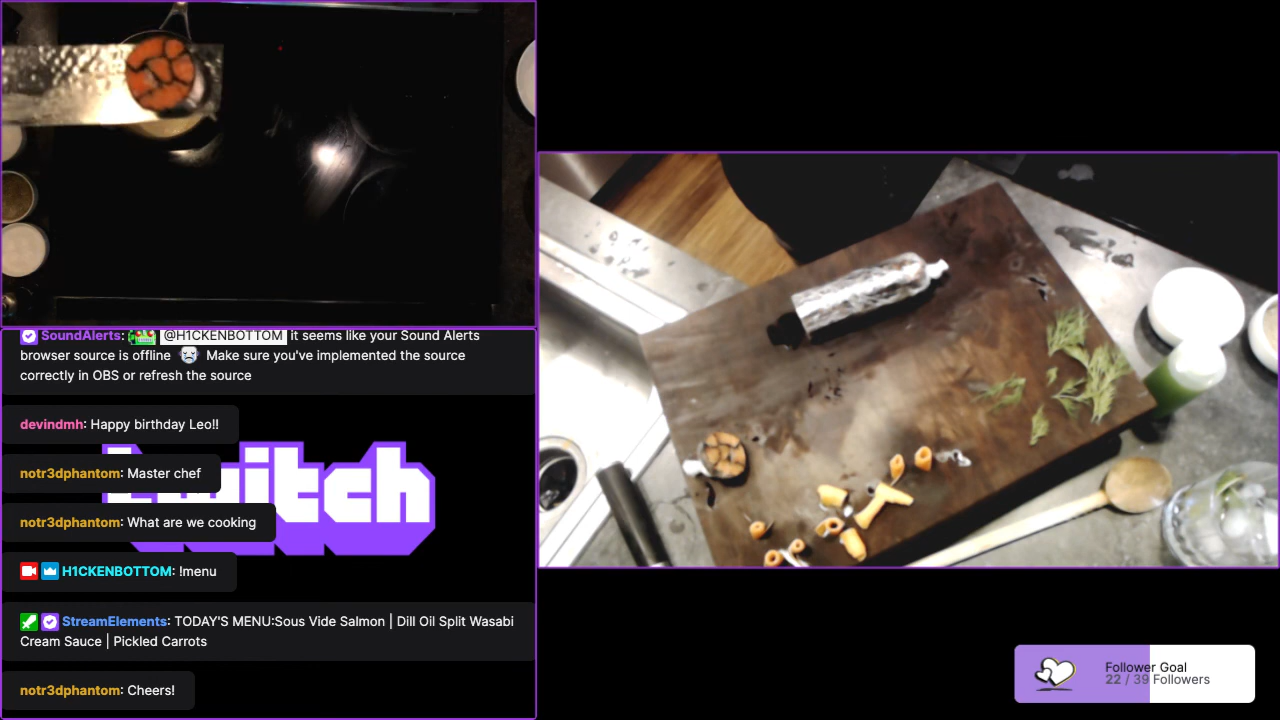 SoundAlerts: @H1CKENBOTTOM it seems like your Sound Alerts
browser source is offline Make sure you've implemented the source
correctly in OBS or refresh the source
devindmh: Happy birthday Leo!!
notr3dphantom: Master chef
twitch
notr3dphantom: What are we cooking
H1CKENBOTTOM: !menu
StreamElements: TODAY'S MENU:Sous Vide Salmon | Dill Oil Split Wasabi
Cream Sauce | Pickled Carrots
notr3dphantom: Cheers!
Follower Goal
22 / 39 Followers